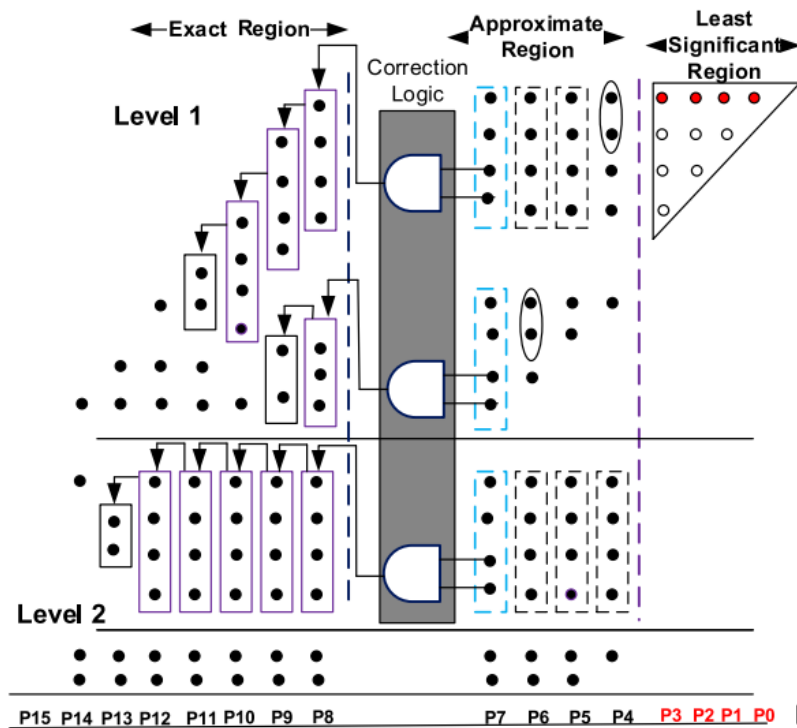 Exact Region
Approximate
Region
Least
Significant
Region
Correction
Logic
Level 1
Level 2
P15 P14 P13 P12 P11 P10 P9 P8 P7 P6 P5 P4 P3 P2 P1 P0